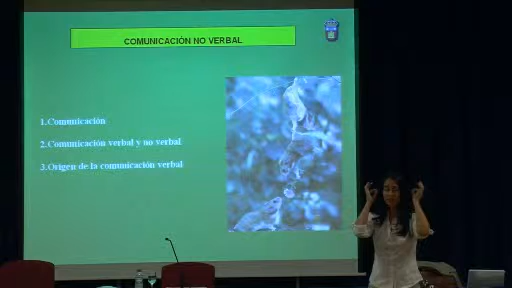 COMUNICACIÓN NO VERBAL
1.Comunicación
2.Comunicación verbal y no verbal
3.Origen de la comunicación verbal